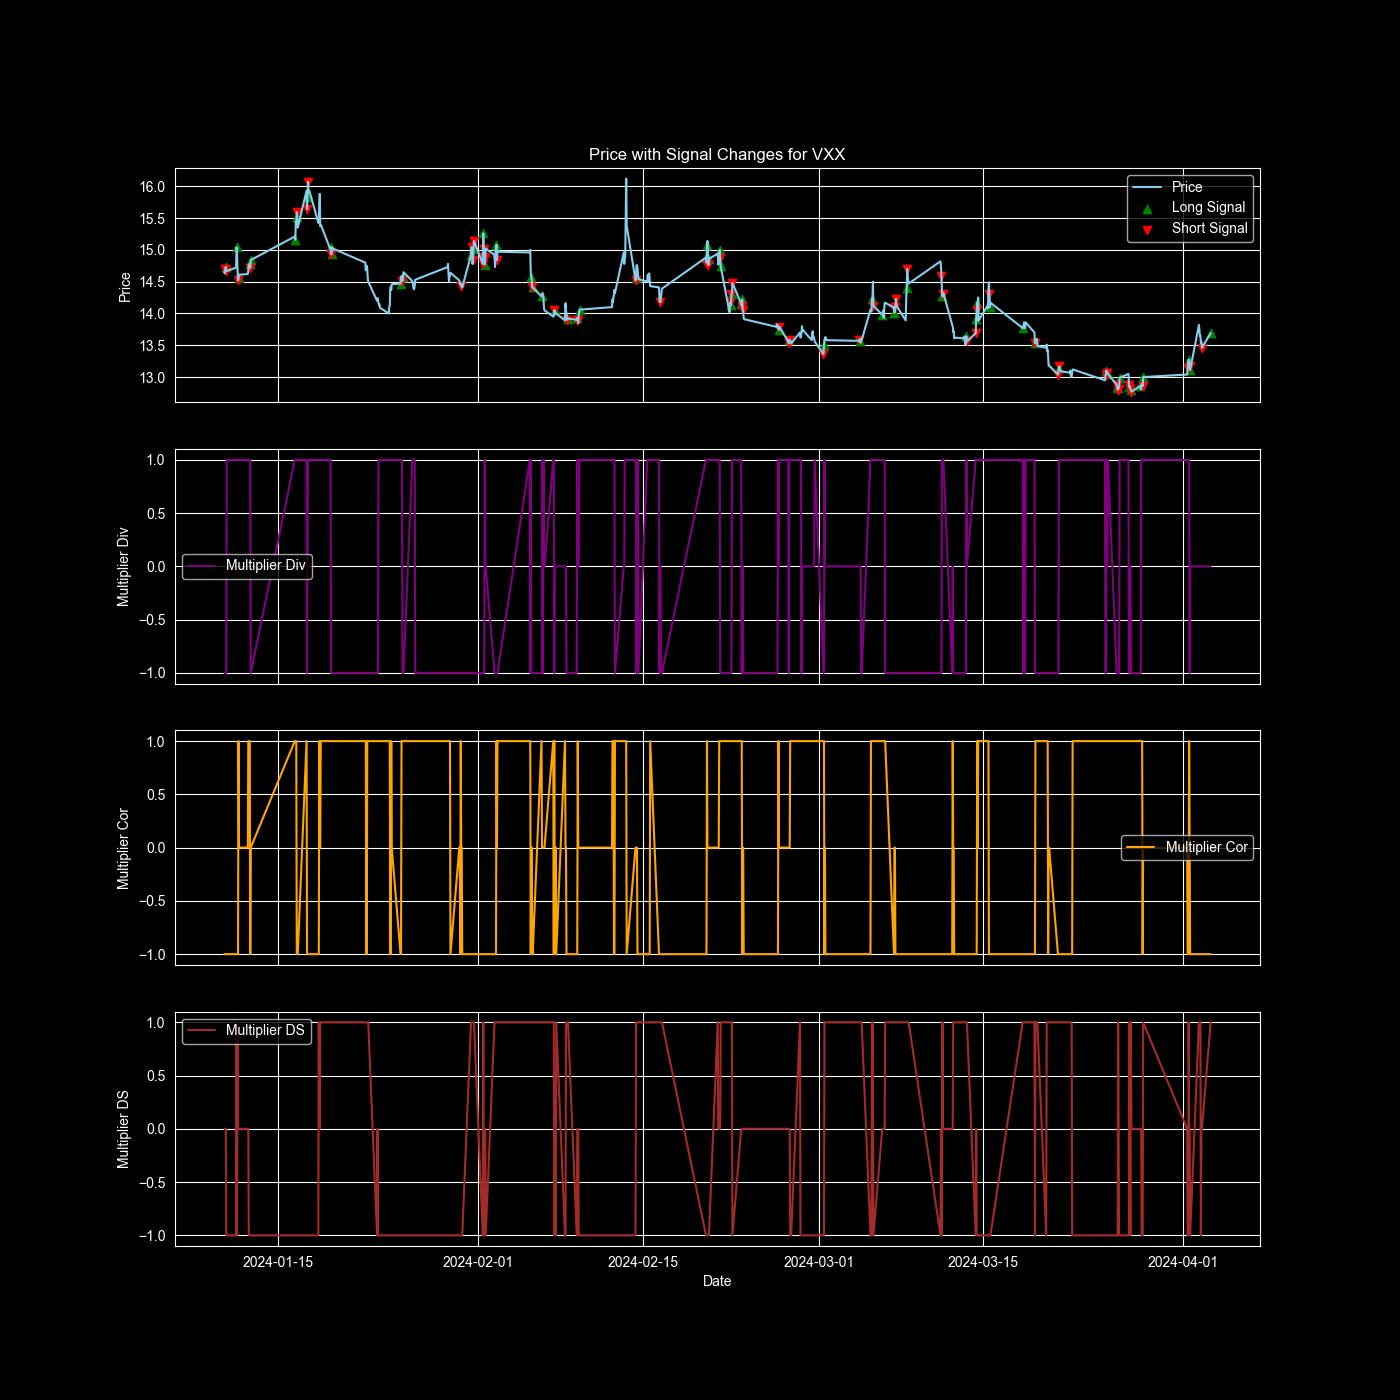 Price with Signal Changes for VXX
Price
16.0
15.5
15.0
14.5
14.0
13.5
13.0
Price
Long Signal
Short Signal
Multiplier Div
1.0
0.5
0.0
−0.5
−1.0
Multiplier Div
Multiplier Cor
1.0
0.5
0.0
−0.5
−1.0
Multiplier Cor
Multiplier DS
1.0
0.5
0.0
−0.5
−1.0
Multiplier DS
2024-01-15 2024-02-01 2024-02-15 2024-03-01 2024-03-15 2024-04-01
Date